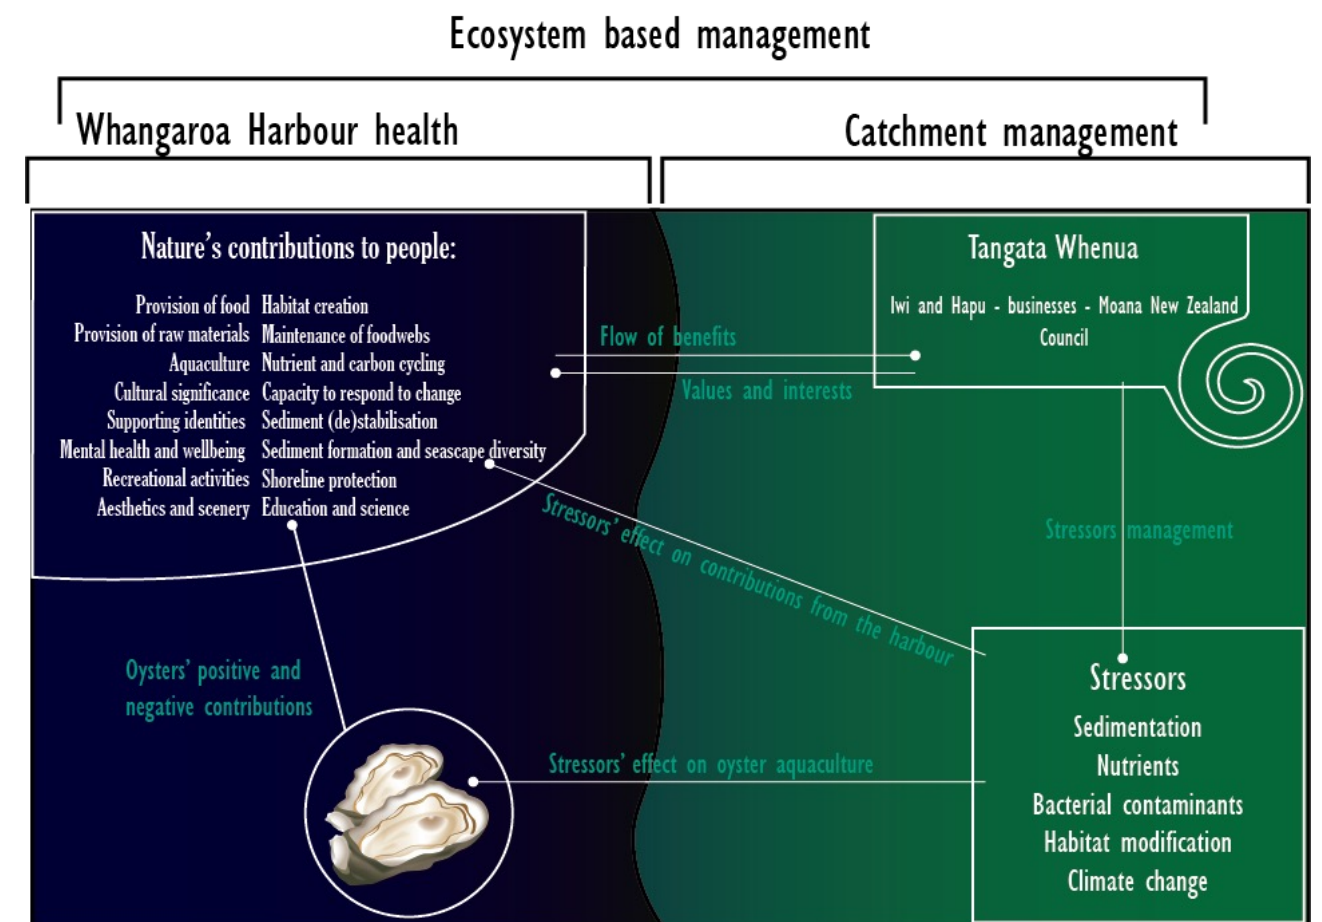 Ecosystem based management
Whangaroa Harbour health
Catchment management
Nature's contributions to people:
Provision of food Habitat creation
Provision of raw materials Maintenance of foodwebs
Aquaculture Nutrient and carbon cycling
Cultural significance Capacity to respond to change
Supporting identities Sediment (de)stabilisation
Mental health and wellbeing Sediment formation and seascape diversity
Recreational activities Shoreline protection
Aesthetics and scenery Education and science
Tangata Whenua
Iwi and Hapu - businesses - Moana New Zealand
Council
Flow of benefits
Values and interests
Stressors' effect on contributions from the harbour
Stressors management
Oysters' positive and
negative contributions
Stressors' effect on oyster aquaculture
Stressors
Sedimentation
Nutrients
Bacterial contaminants
Habitat modification
Climate change